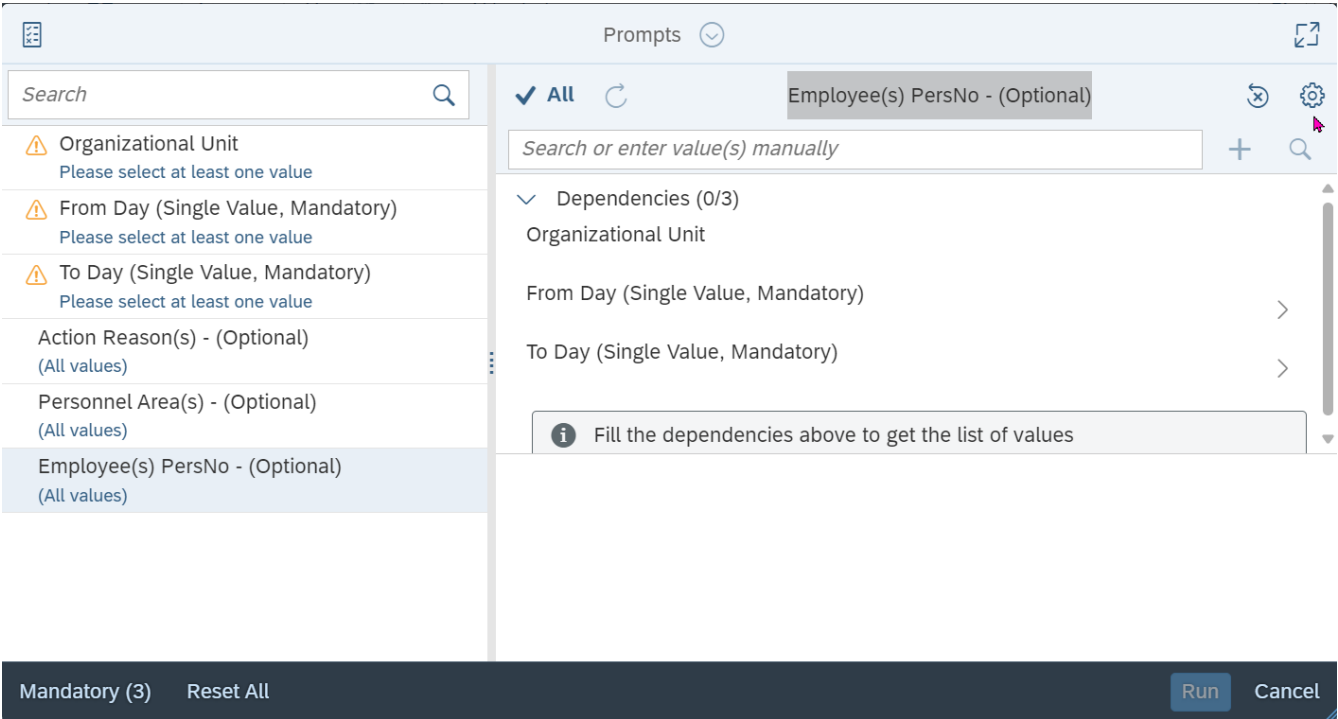 Prompts
Search
Organizational Unit
Please select at least one value
From Day (Single Value, Mandatory)
Please select at least one value
To Day (Single Value, Mandatory)
Please select at least one value
Action Reason(s) - (Optional)
(All values)
Personnel Area(s) - (Optional)
(All values)
Employee(s) PersNo - (Optional)
(All values)
All
Employee(s) PersNo - (Optional)
Search or enter value(s) manually
Dependencies (0/3)
Organizational Unit
From Day (Single Value, Mandatory)
To Day (Single Value, Mandatory)
Fill the dependencies above to get the list of values
Mandatory (3) Reset All Run Cancel